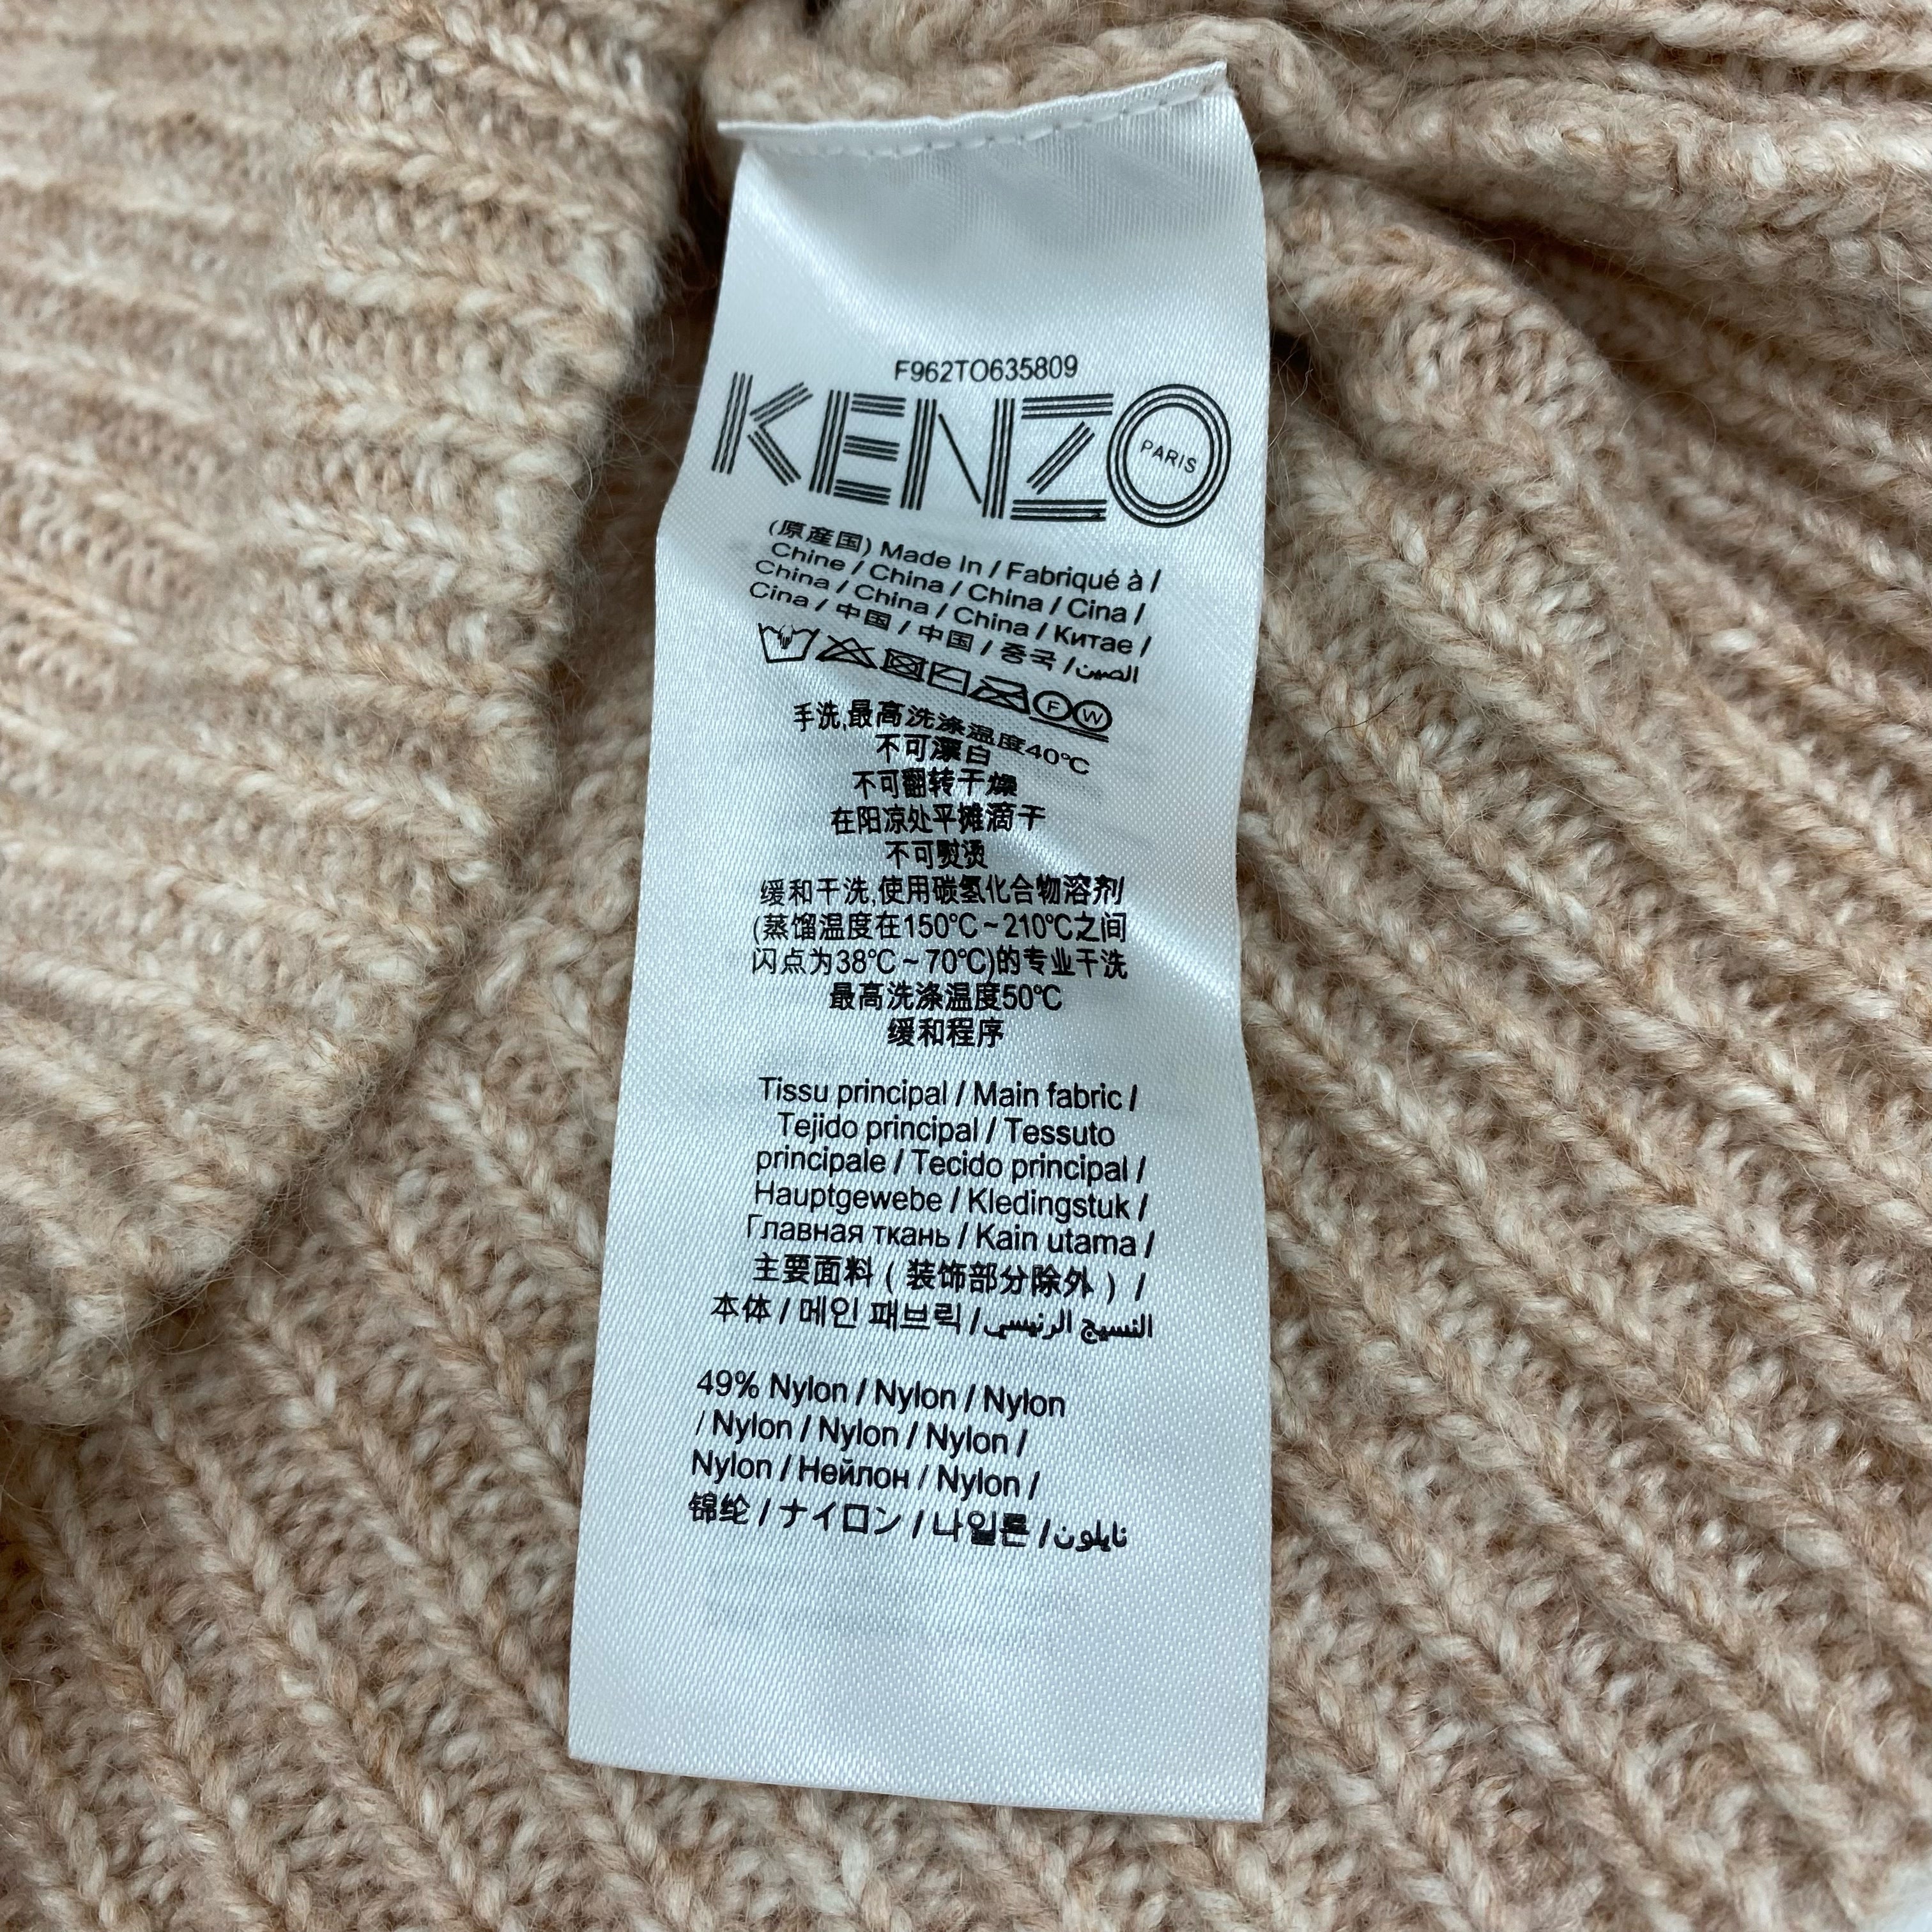 F962TO635809
KENZO
PARIS
(原産国) Made In / Fabriqué à /
Chine / China / China / Cina /
China / China / China / Китае /
Cina / 中国 / 中国 / 중국 /الصين
F W
手洗,最高洗涤温度40℃
不可漂白
不可翻转干燥
在阳凉处平摊滴干
不可熨烫
缓和干洗,使用碳氢化合物溶剂
(蒸馏温度在150℃~210℃之间
闪点为38℃~70℃)的专业干洗
最高洗涤温度50℃
缓和程序
Tissu principal / Main fabric /
Tejido principal / Tessuto
principale / Tecido principal /
Hauptgewebe / Kledingstuk /
Главная ткань / Kain utama /
主要面料 ( 装饰部分除外 ) /
本体 / 메인 패브릭 /النسيج الرئيسي
49% Nylon / Nylon / Nylon
/ Nylon / Nylon / Nylon /
Nylon / Нейлон / Nylon /
锦纶 / ナイロン / 나일론 /نايلون